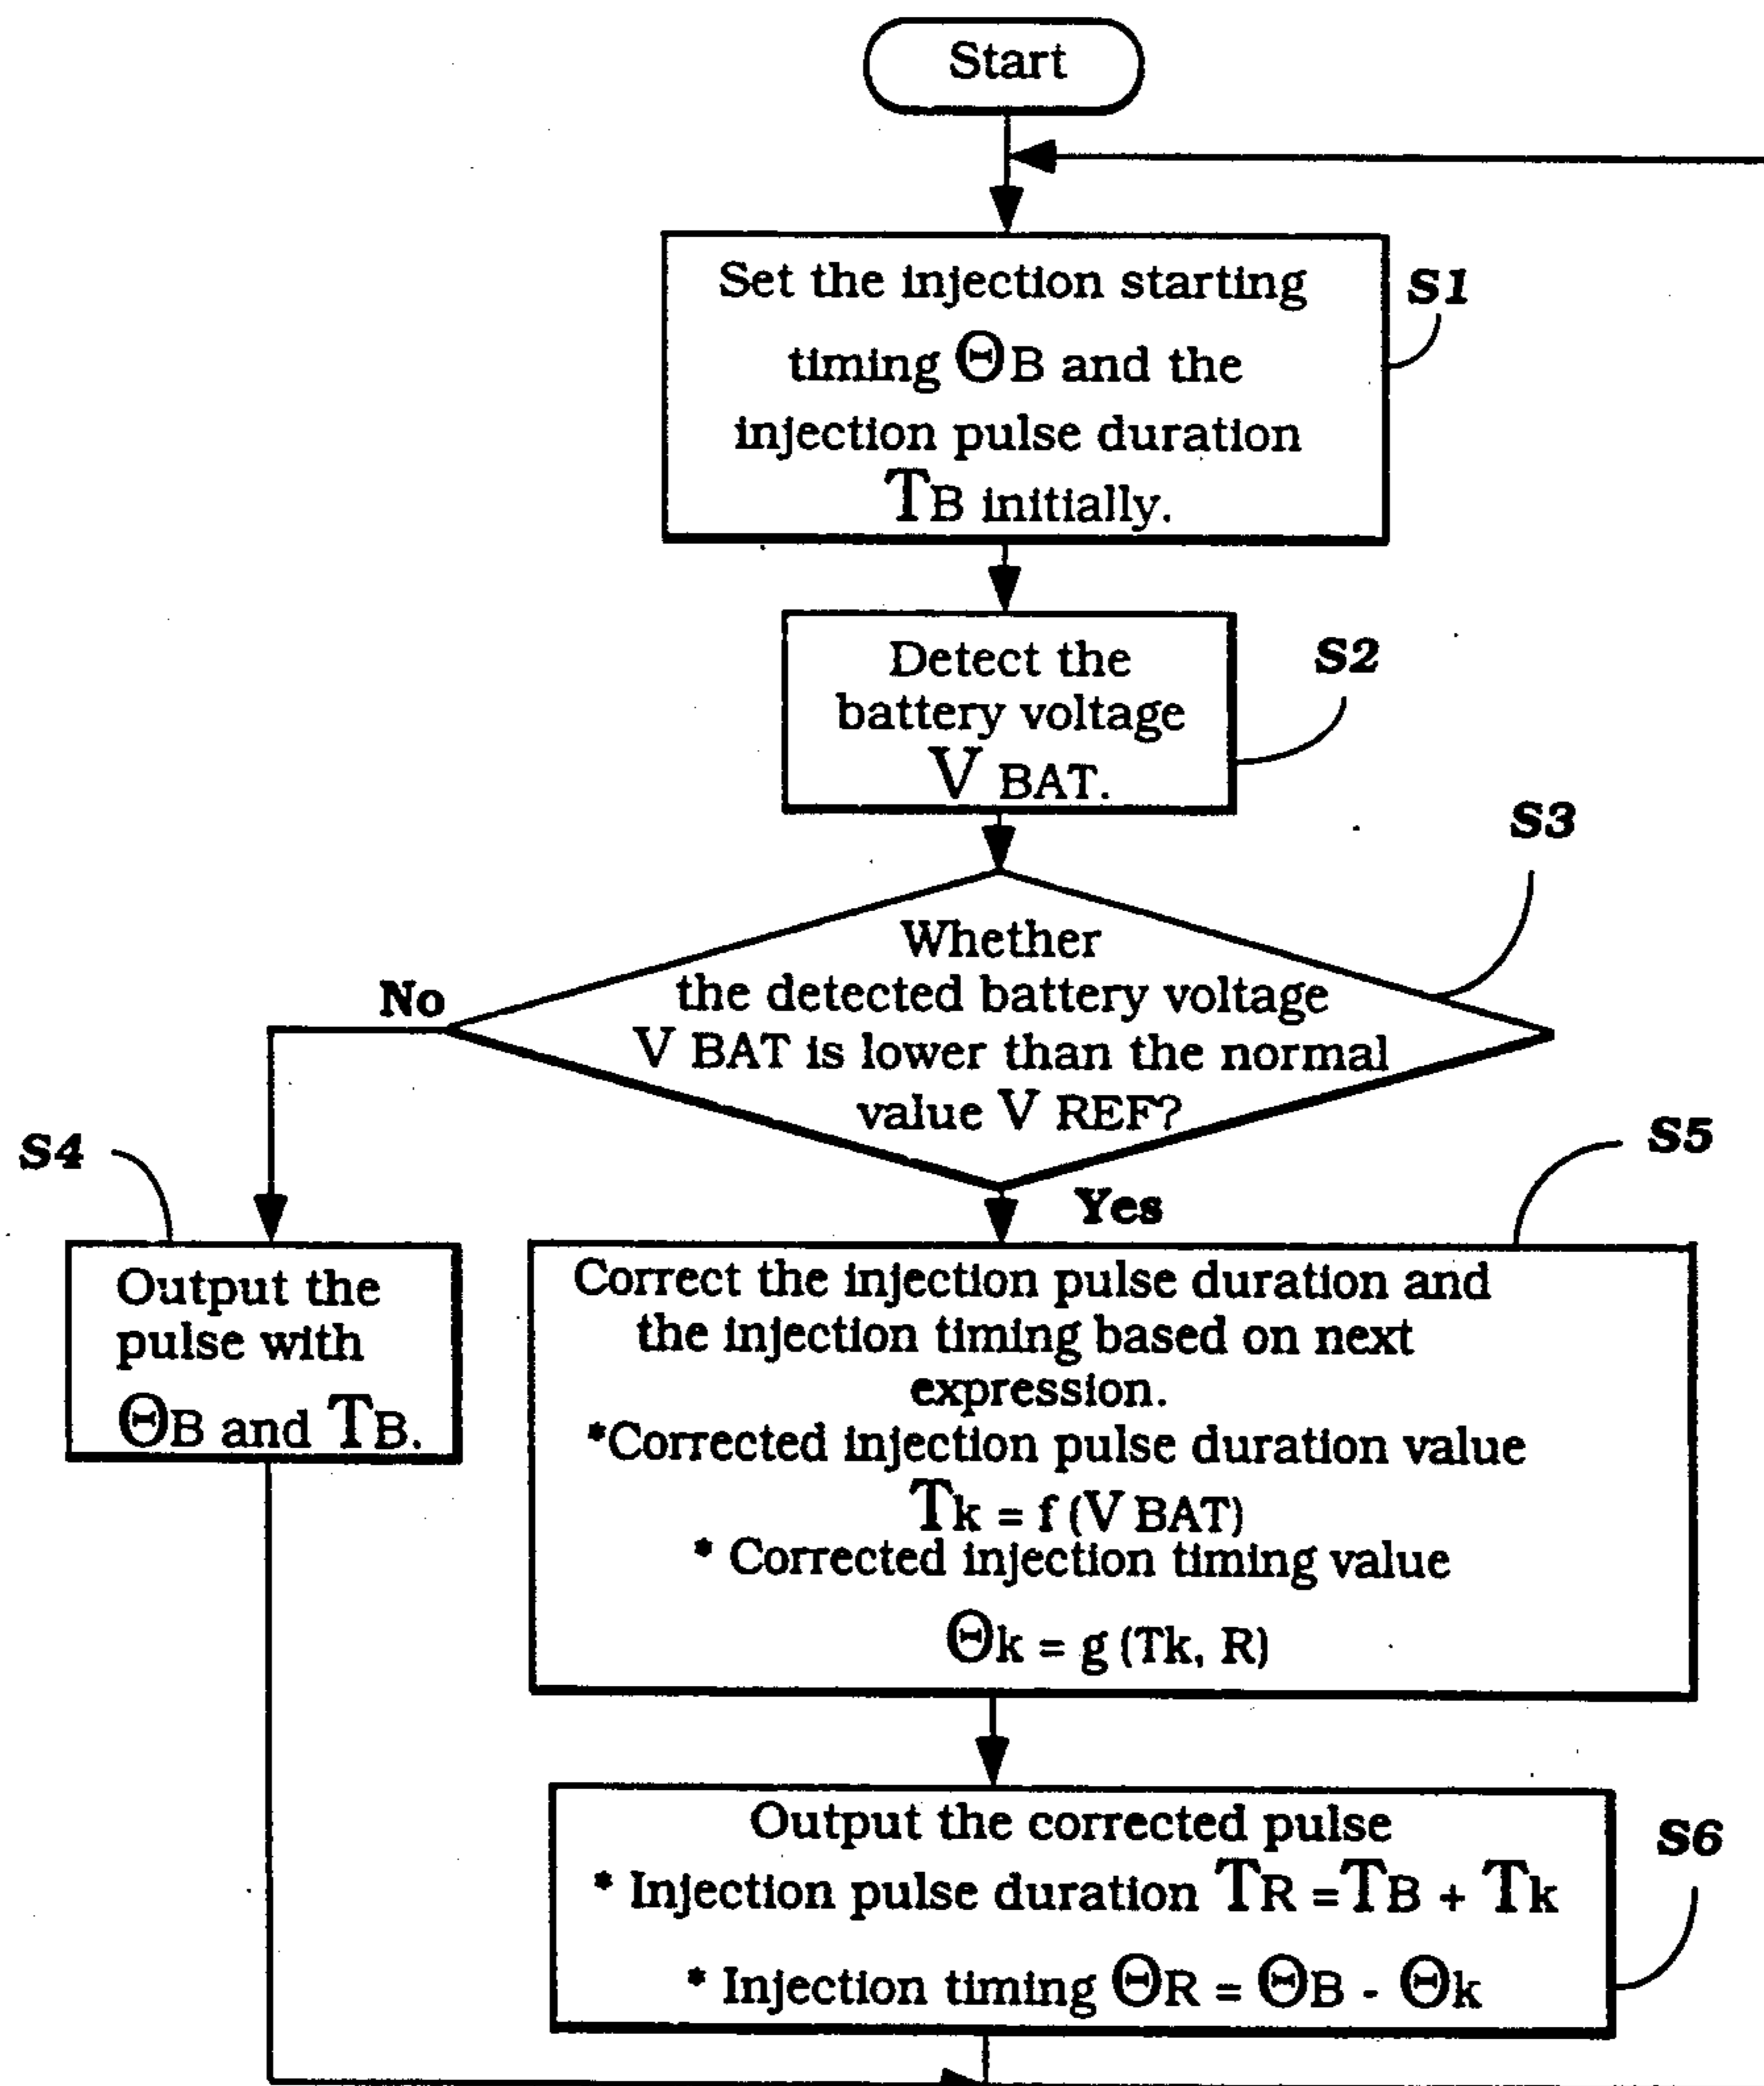 Start
Set the injection starting
timing ΘB and the
injection pulse duration
TB initially.
S1
Detect the
battery voltage
V BAT.
S2
S3
Whether
the detected battery voltage
V BAT is lower than the normal
value V REF?
No
Yes
S4
Output the
pulse with
ΘB and TB.
S5
Correct the injection pulse duration and
the injection timing based on next
expression.
*Corrected injection pulse duration value
Tk = f (V BAT)
* Corrected injection timing value
Θk = g (Tk, R)
Output the corrected pulse
* Injection pulse duration TR =TB + Tk
* Injection timing ΘR = ΘB - Θk
S6